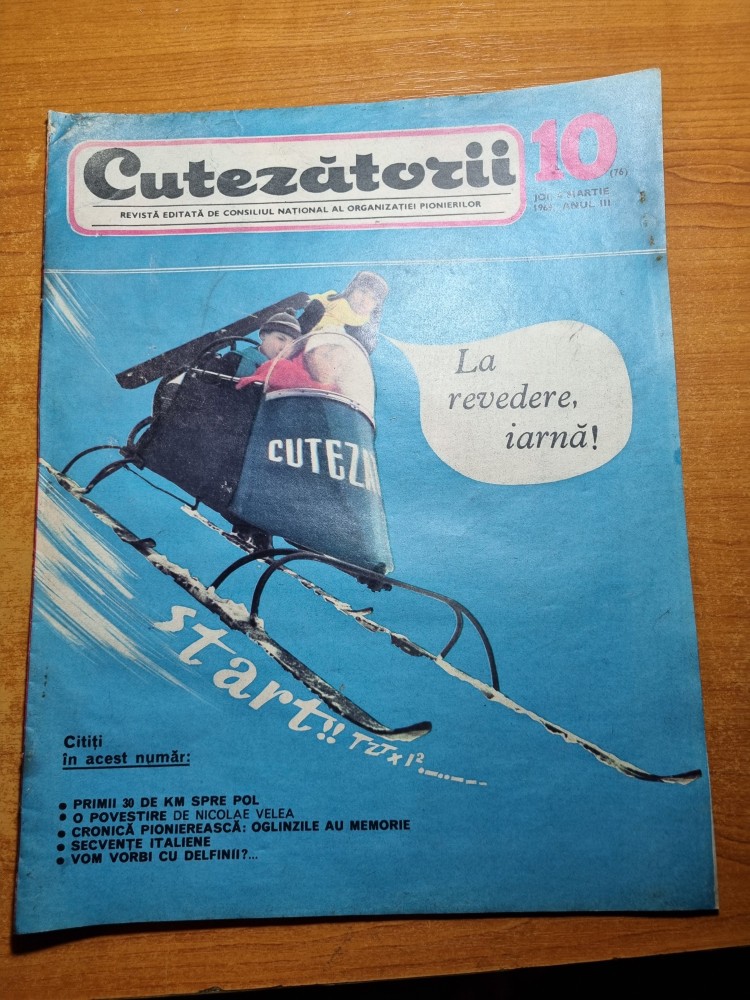 Cutezătorii
REVISTĂ EDITATĂ DE CONSILIUL NAȚIONAL AL ORGANIZAȚIEI PIONIERILOR
10
(76)
MARTIE
ANUL III
La
revedere,
iarnă!
CUTEZA
start!!
Citiți
în acest număr:
● PRIMII 30 DE KM SPRE POL
● O POVESTIRE DE NICOLAE VELEA
● CRONICĂ PIONIEREASCĂ: OGLINZILE AU MEMORIE
● SECVENȚE ITALIENE
● VOM VORBI CU DELFINII?...